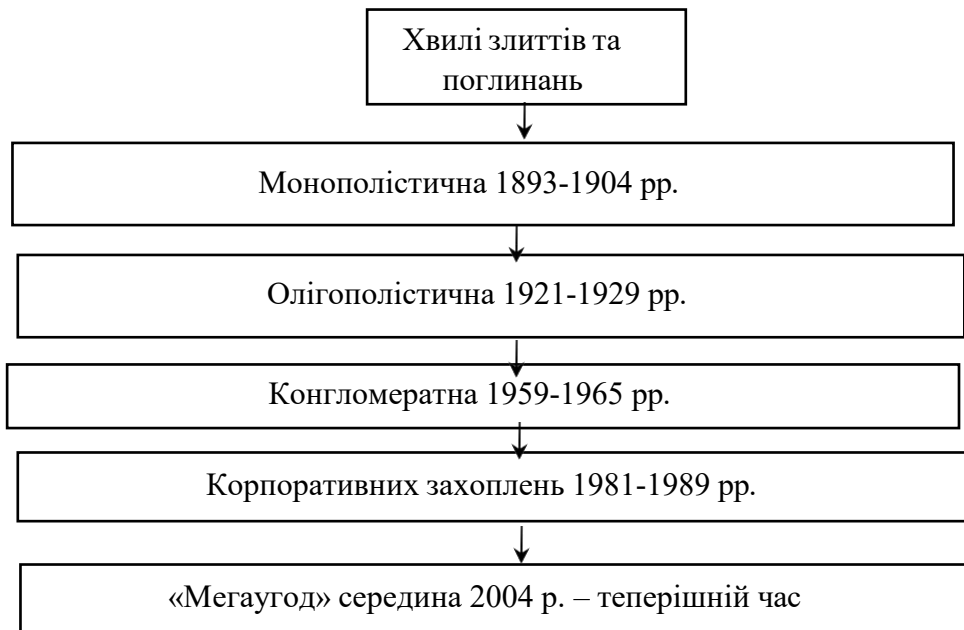 Хвилі злиттів та
поглинань
Монополістична 1893-1904 рр.
Олігополістична 1921-1929 рр.
Конгломератна 1959-1965 рр.
Корпоративних захоплень 1981-1989 рр.
«Мегаугод» середина 2004 р. – теперішній час